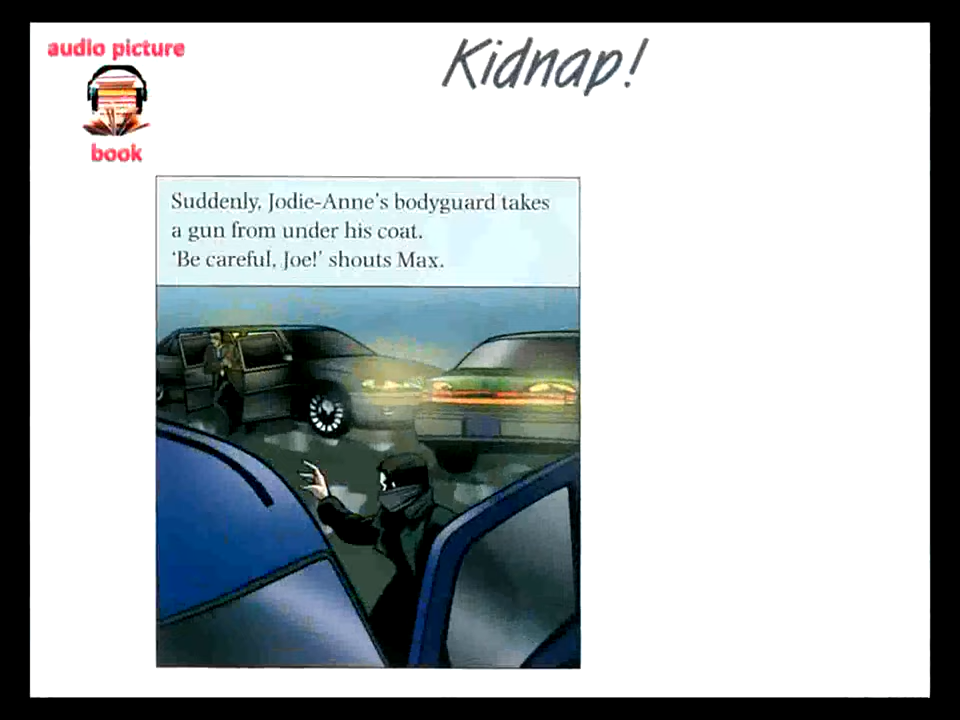 audio picture
book
Kidnap!
Suddenly, Jodie-Anne's bodyguard takes
a gun from under his coat.
'Be careful, Joe!' shouts Max.